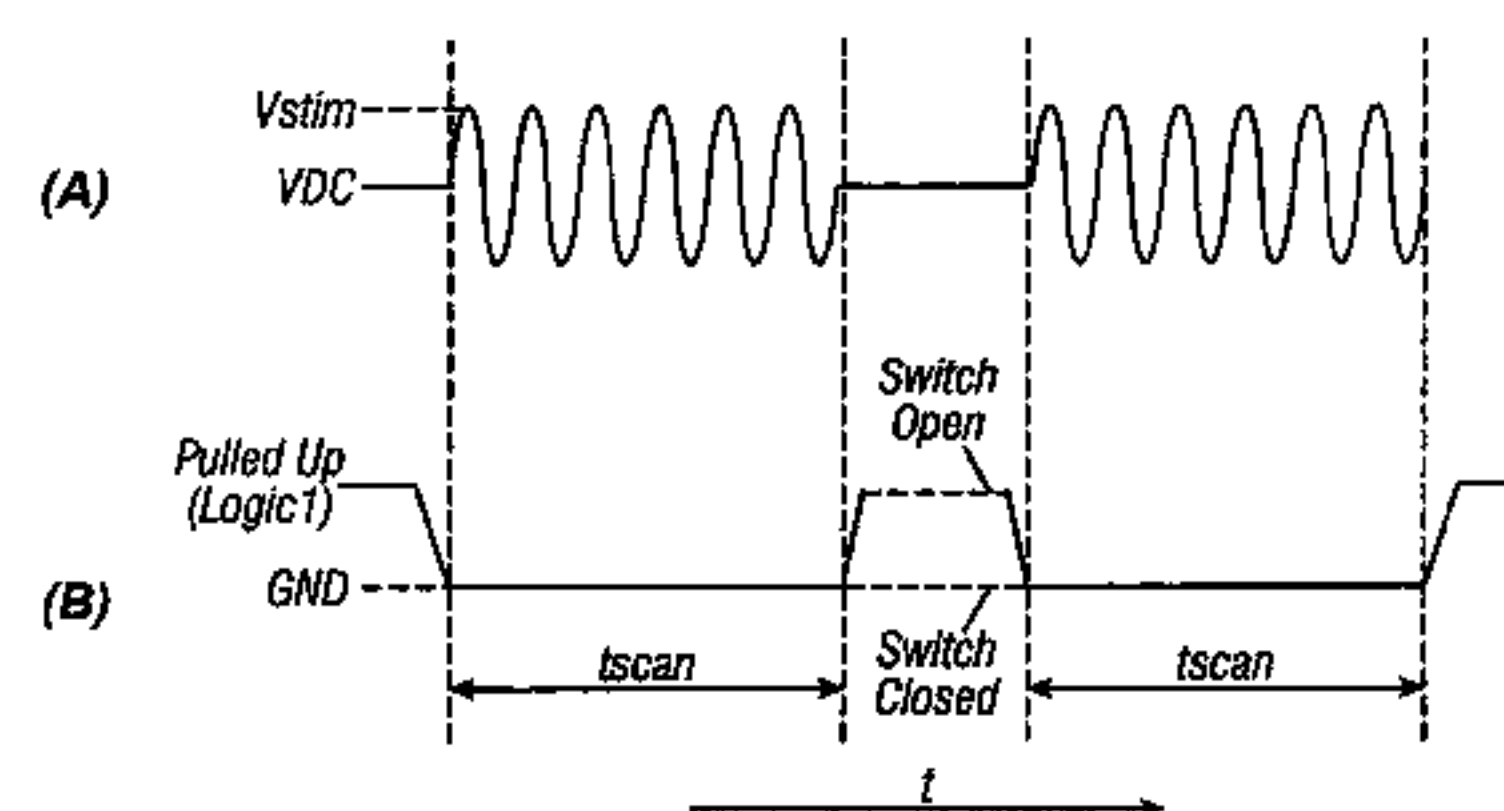 Vstim
(A)
VDC
Switch
Open
Pulled Up
(Logic1)
(B)
GND
tscan
Switch
Closed
tscan
t